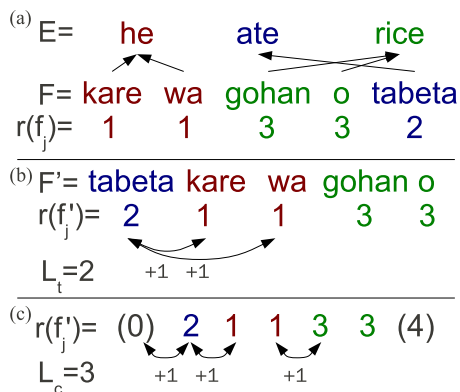 (a) E= he ate rice
F= kare wa gohan o tabeta
r(fj)= 1 1 3 3 2
(b) F'= tabeta kare wa gohan o
r(fj')= 2 1 1 3 3
Lt=2 +1 +1
(c) r(fj')= (0) 2 1 1 3 3 (4)
Lc=3 +1 +1 +1